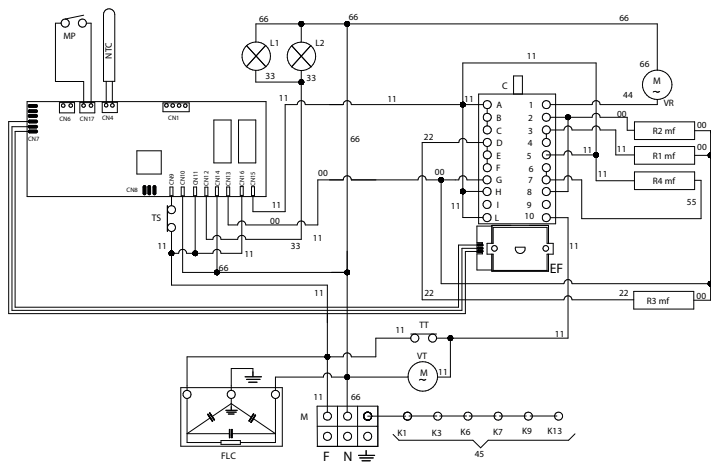 66
66
MP
NTC
L1
L2
11
66
M
~
33
33
44
VR
C
11
11
11
A
1
00
CN6
CN17
CN4
CN1
B
2
R2 mf
00
CN7
22
C
3
66
D
4
11
R1 mf
00
E
5
11
F
6
00
G
7
11
R4 mf
CN8
CN9
CN10
CN11
CN12
CN14
CN13
CN16
CN15
H
8
55
11
I
9
TS
00
11
L
10
11
33
11
11
66
EF
11
22
22
R3 mf
00
TT
11
11
VT
M
~
11
11
66
M
K1
K3
K6
K7
K9
K13
FLC
F
N
45